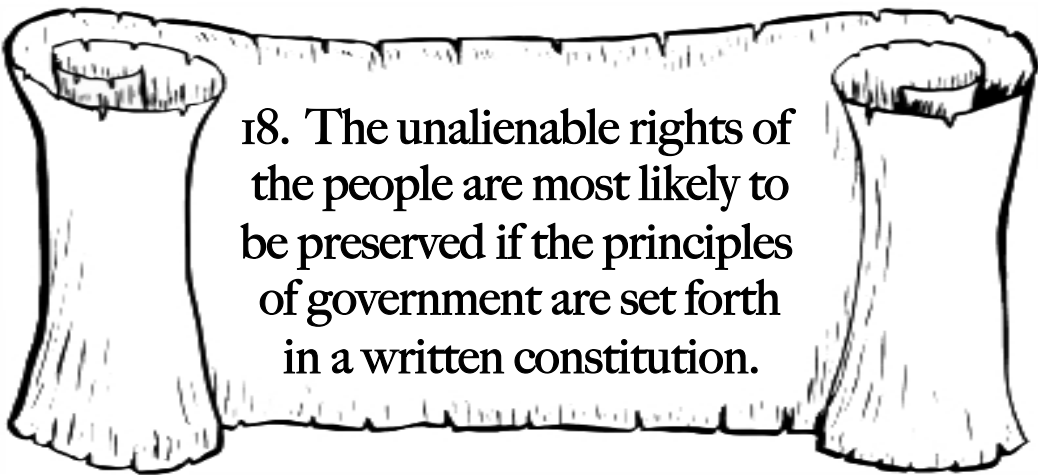 18. The unalienable rights of
the people are most likely to
be preserved if the principles
of government are set forth
in a written constitution.